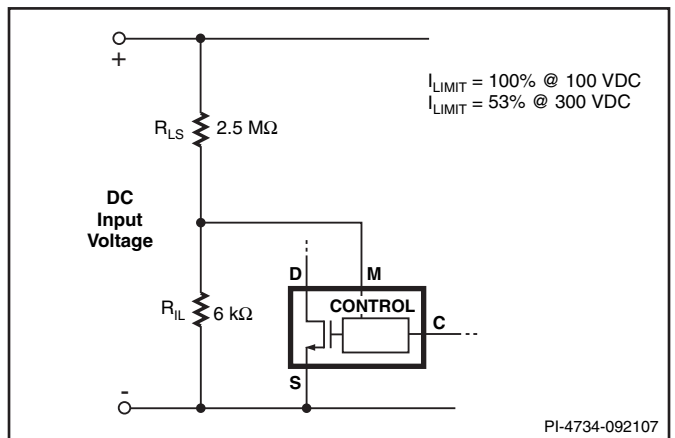 +
I_LIMIT = 100% @ 100 VDC
I_LIMIT = 53% @ 300 VDC
R_LS 2.5 MΩ
DC
Input
Voltage
D M
CONTROL
R_IL 6 kΩ
C
S
-
PI-4734-092107